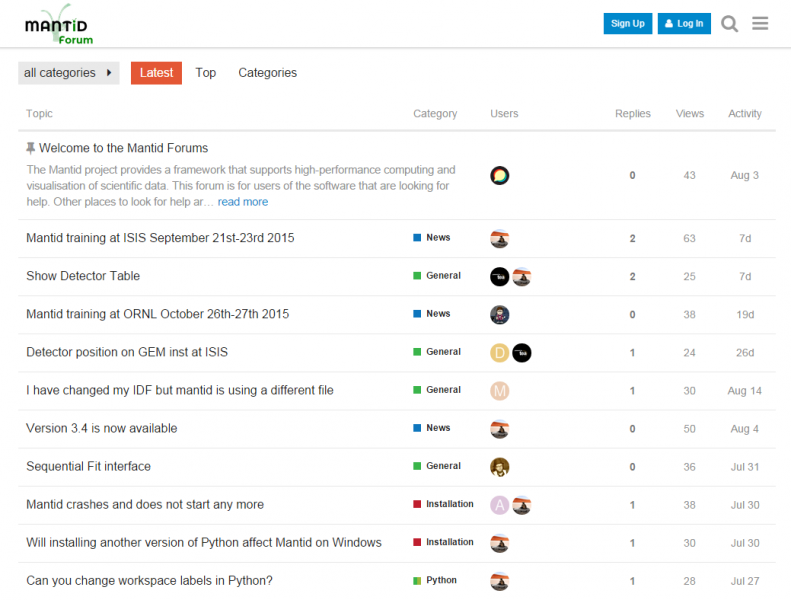 MANTID
Forum
Sign Up
Log In
all categories
Latest
Top
Categories
Topic Category Users Replies Views Activity
Welcome to the Mantid Forums
The Mantid project provides a framework that supports high-performance computing and
visualisation of scientific data. This forum is for users of the software that are looking for
help. Other places to look for help ar… read more
0 43 Aug 3
Mantid training at ISIS September 21st-23rd 2015 News 2 63 7d
Show Detector Table General 2 25 7d
Mantid training at ORNL October 26th-27th 2015 News 0 38 19d
Detector position on GEM inst at ISIS General D 1 24 26d
I have changed my IDF but mantid is using a different file General M 1 30 Aug 14
Version 3.4 is now available News 0 50 Aug 4
Sequential Fit interface General 0 36 Jul 31
Mantid crashes and does not start any more Installation A 1 38 Jul 30
Will installing another version of Python affect Mantid on Windows Installation 1 30 Jul 30
Can you change workspace labels in Python? Python 1 28 Jul 27